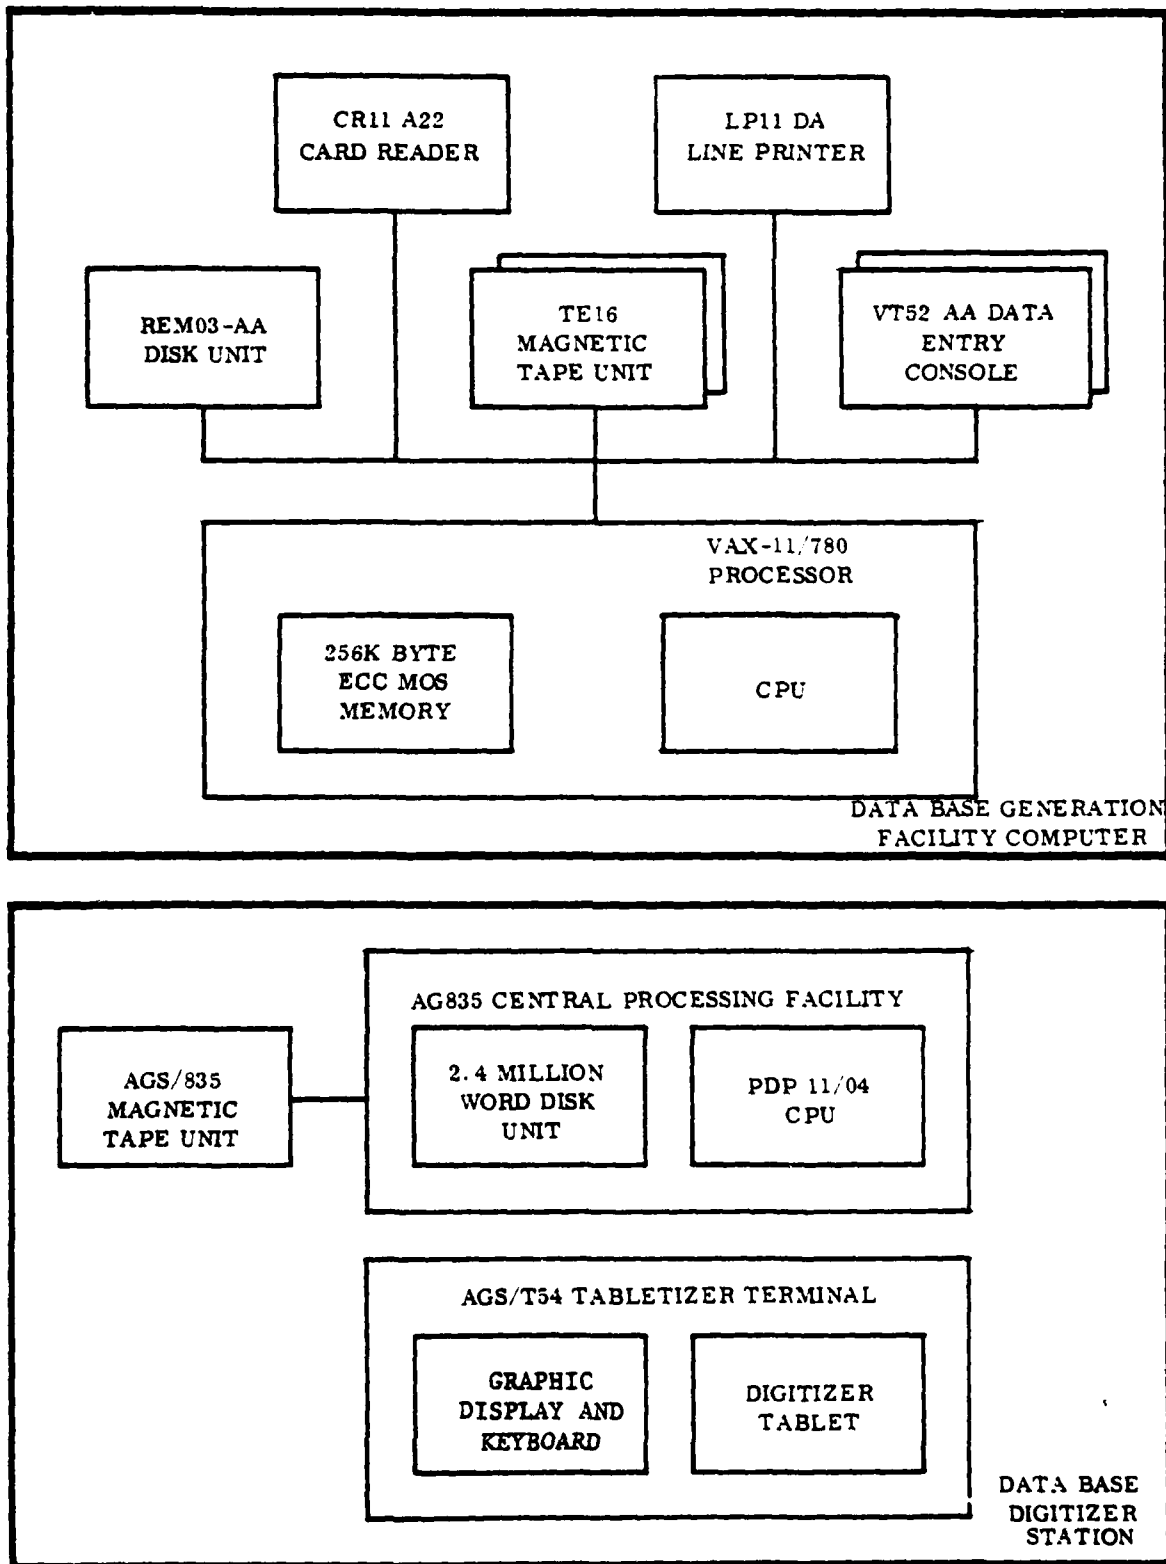 CR11 A22
CARD READER
LP11 DA
LINE PRINTER
REM03-AA
DISK UNIT
TE16
MAGNETIC
TAPE UNIT
VT52 AA DATA
ENTRY
CONSOLE
VAX-11/780
PROCESSOR
256K BYTE
ECC MOS
MEMORY
CPU
DATA BASE GENERATION
FACILITY COMPUTER
AG835 CENTRAL PROCESSING FACILITY
AGS/835
MAGNETIC
TAPE UNIT
2.4 MILLION
WORD DISK
UNIT
PDP 11/04
CPU
AGS/T54 TABLETIZER TERMINAL
GRAPHIC
DISPLAY AND
KEYBOARD
DIGITIZER
TABLET
DATA BASE
DIGITIZER
STATION